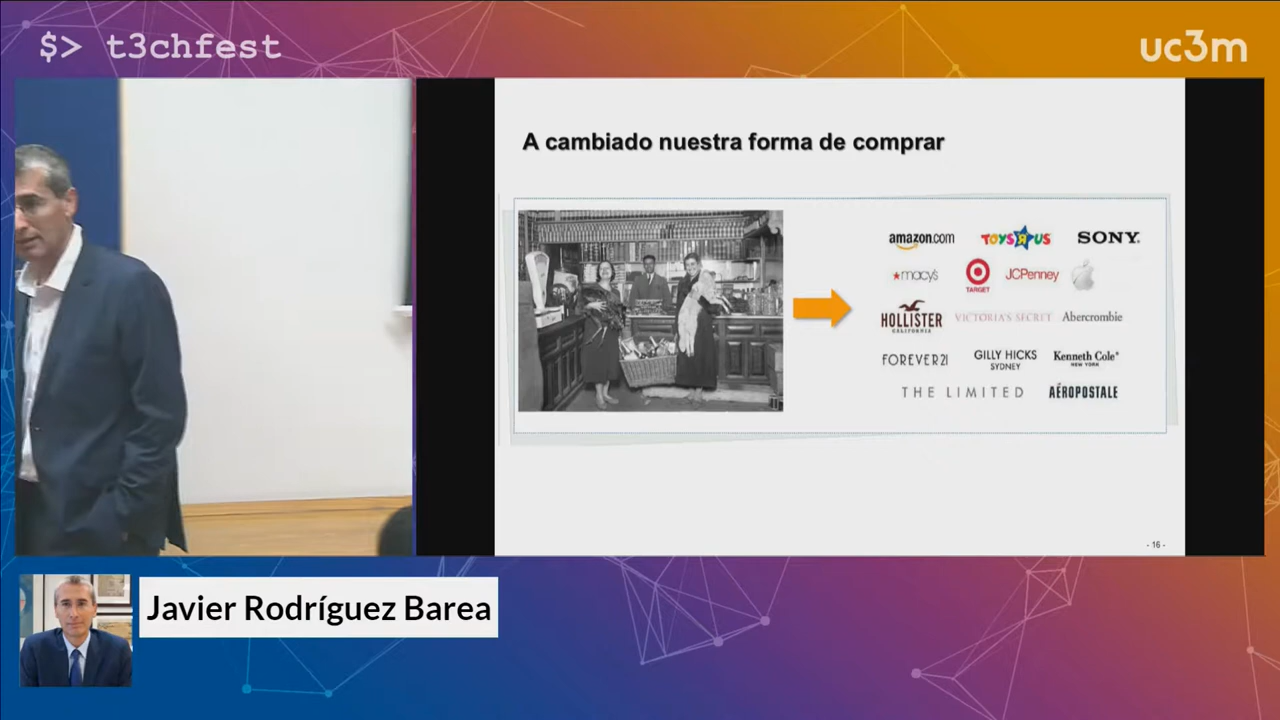 $> t3chfest
uc3m
A cambiado nuestra forma de comprar
amazon.com
TOYS R US
SONY.
★macy's
TARGET
JCPenney
HOLLISTER
CALIFORNIA
VICTORIA'S SECRET
Abercrombie
FOREVER 21
GILLY HICKS
SYDNEY
Kenneth Cole
NEW YORK
THE LIMITED
AÉROPOSTALE
- 16 -
Javier Rodríguez Barea